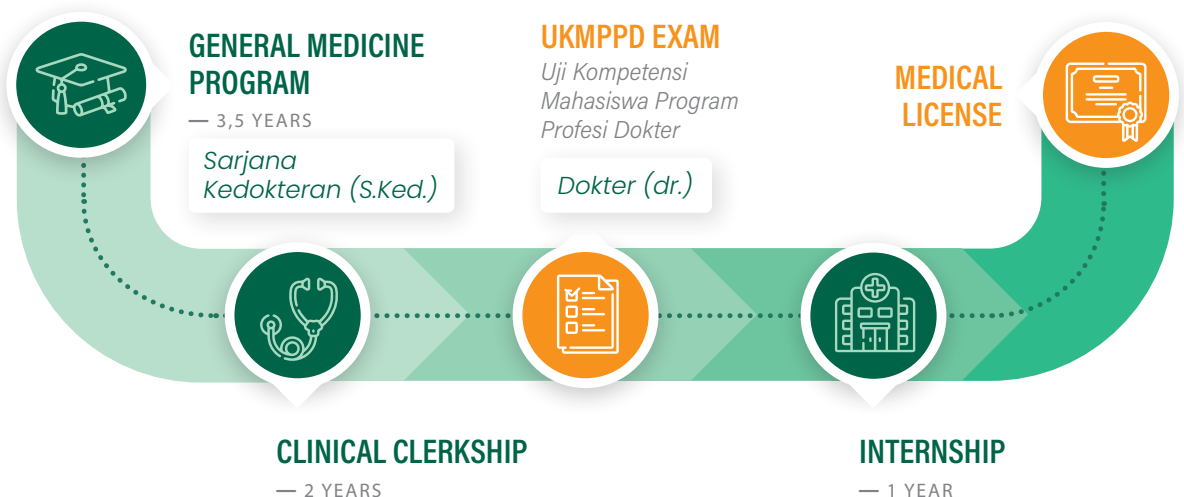 GENERAL MEDICINE
PROGRAM
— 3,5 YEARS
Sarjana
Kedokteran (S.Ked.)
CLINICAL CLERKSHIP
— 2 YEARS
UKMPPD EXAM
Uji Kompetensi
Mahasiswa Program
Profesi Dokter
Dokter (dr.)
INTERNSHIP
— 1 YEAR
MEDICAL
LICENSE